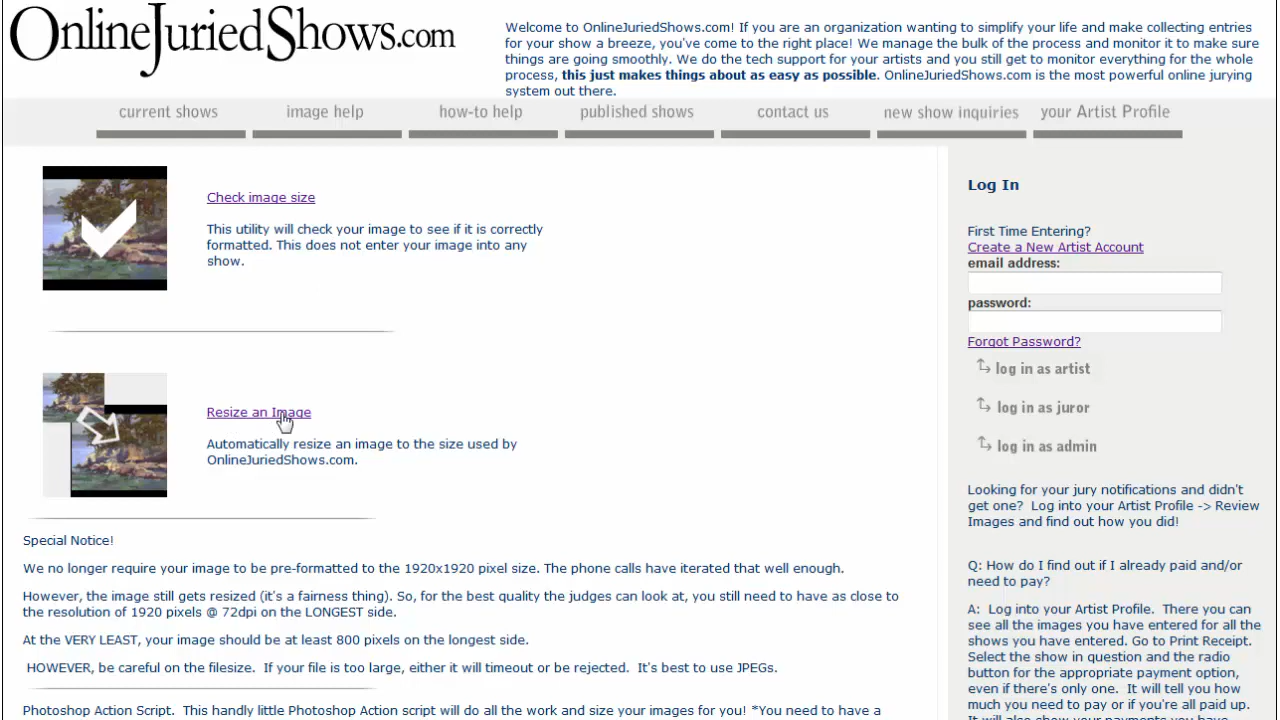 OnlineJuriedShows.com
Welcome to OnlineJuriedShows.com! If you are an organization wanting to simplify your life and make collecting entries
for your show a breeze, you've come to the right place! We manage the bulk of the process and monitor it to make sure
things are going smoothly. We do the tech support for your artists and you still get to monitor everything for the whole
process, this just makes things about as easy as possible. OnlineJuriedShows.com is the most powerful online jurying
system out there.
current shows
image help
how-to help
published shows
contact us
new show inquiries
your Artist Profile
Check image size
This utility will check your image to see if it is correctly
formatted. This does not enter your image into any
show.
Resize an Image
Automatically resize an image to the size used by
OnlineJuriedShows.com.
Special Notice!
We no longer require your image to be pre-formatted to the 1920x1920 pixel size. The phone calls have iterated that well enough.
However, the image still gets resized (it's a fairness thing). So, for the best quality the judges can look at, you still need to have as close to
the resolution of 1920 pixels @ 72dpi on the LONGEST side.
At the VERY LEAST, your image should be at least 800 pixels on the longest side.
HOWEVER, be careful on the filesize. If your file is too large, either it will timeout or be rejected. It's best to use JPEGs.
Photoshop Action Script. This handly little Photoshop Action script will do all the work and size your images for you! *You need to have a
Log In
First Time Entering?
Create a New Artist Account
email address:
password:
Forgot Password?
log in as artist
log in as juror
log in as admin
Looking for your jury notifications and didn't
get one? Log into your Artist Profile -> Review
Images and find out how you did!
Q: How do I find out if I already paid and/or
need to pay?
A: Log into your Artist Profile. There you can
see all the images you have entered for all the
shows you have entered. Go to Print Receipt.
Select the show in question and the radio
button for the appropriate payment option,
even if there's only one. It will tell you how
much you need to pay or if you're all paid up.
It will also show your payments you have